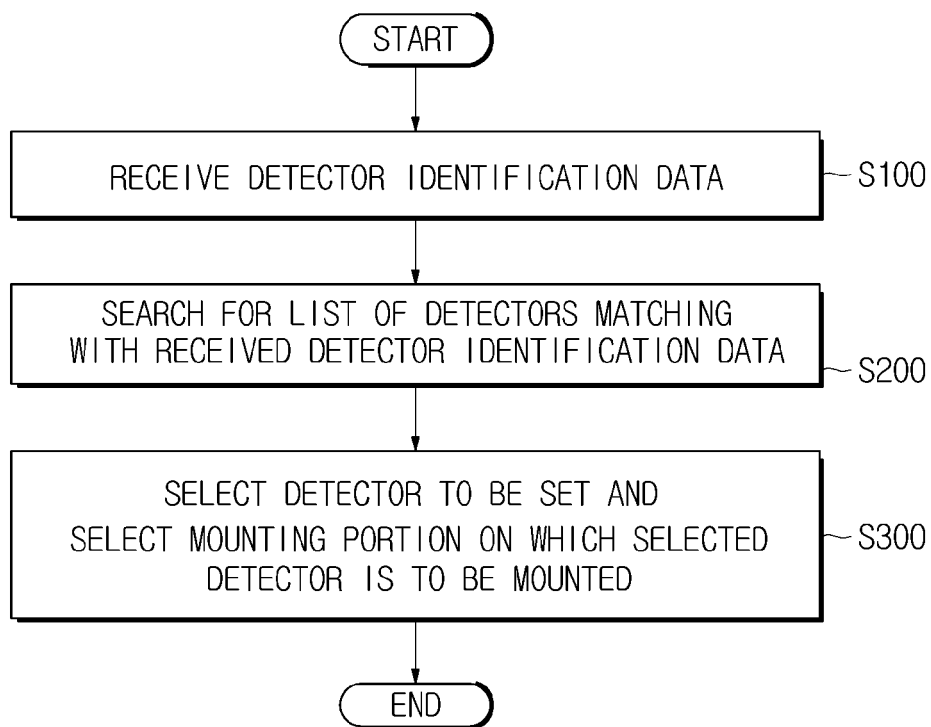 START
RECEIVE DETECTOR IDENTIFICATION DATA
S100
SEARCH FOR LIST OF DETECTORS MATCHING
WITH RECEIVED DETECTOR IDENTIFICATION DATA
S200
SELECT DETECTOR TO BE SET AND
SELECT MOUNTING PORTION ON WHICH SELECTED
DETECTOR IS TO BE MOUNTED
S300
END